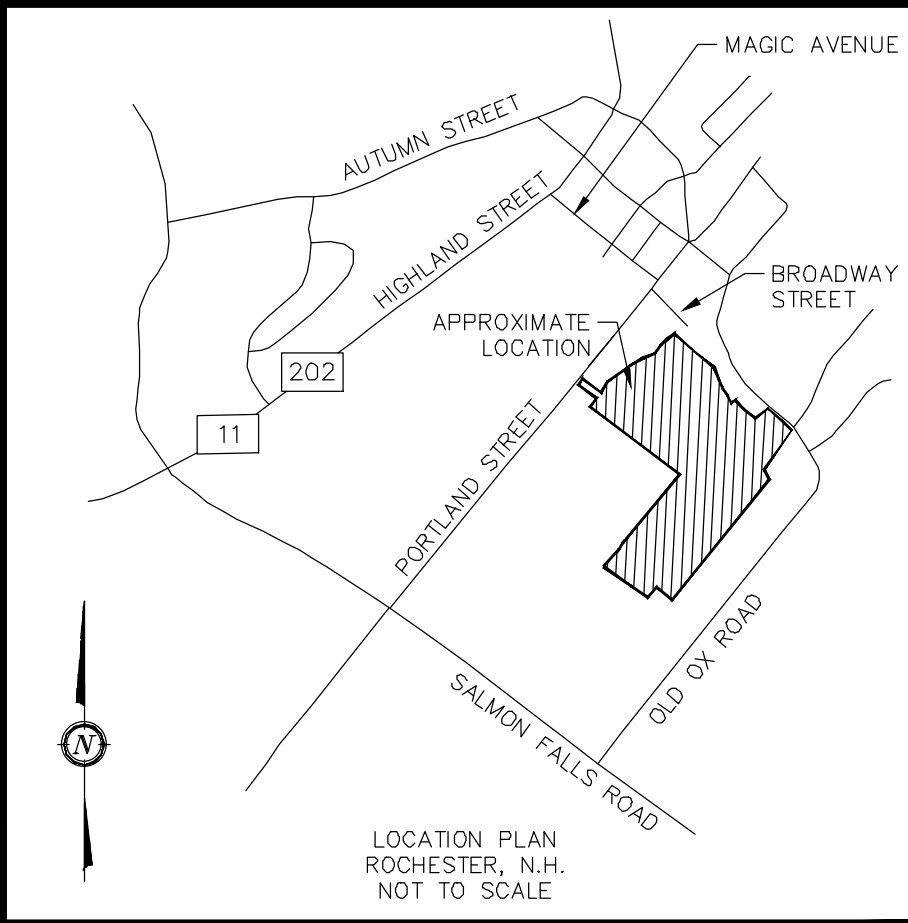 MAGIC AVENUE
AUTUMN STREET
HIGHLAND STREET
BROADWAY
STREET
APPROXIMATE
LOCATION
202
11
PORTLAND STREET
OLD OX ROAD
SALMON FALLS ROAD
N
LOCATION PLAN
ROCHESTER, N.H.
NOT TO SCALE